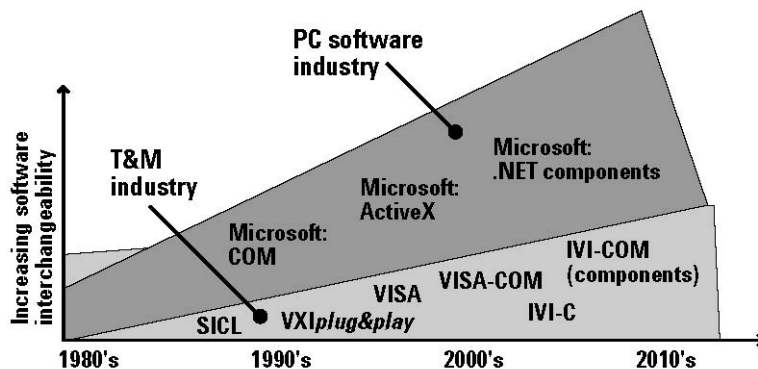 PC software
industry
T&M
industry
Increasing software
interchangeability
Microsoft:
.NET components
Microsoft:
ActiveX
Microsoft:
COM
IVI-COM
(components)
VISA-COM
VISA
IVI-C
VXIplug&play
SICL
1980's
1990's
2000's
2010's